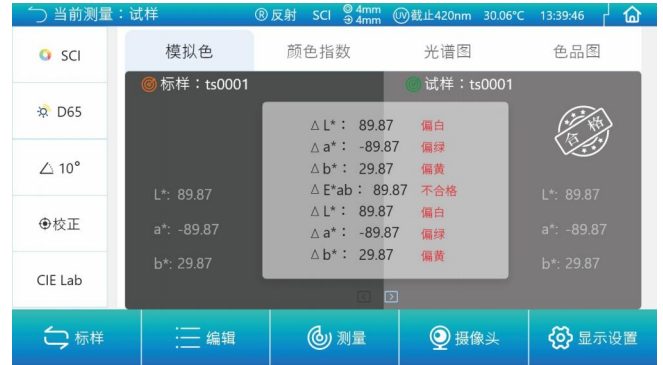 当前测量：试样 ®反射 SCI 4mm 4mm UV截止420nm 30.06°C 13:39:46
SCI
D65
10°
校正
CIE Lab
模拟色 颜色指数 光谱图 色品图
标样：ts0001 试样：ts0001
合格
△L*： 89.87 偏白
△a*： -89.87 偏绿
△b*： 29.87 偏黄
△E*ab： 89.87 不合格
△L*： 89.87 偏白
△a*： -89.87 偏绿
△b*： 29.87 偏黄
L*: 89.87 L*: 89.87
a*: -89.87 a*: -89.87
b*: 29.87 b*: 29.87
标样 编辑 测量 摄像头 显示设置